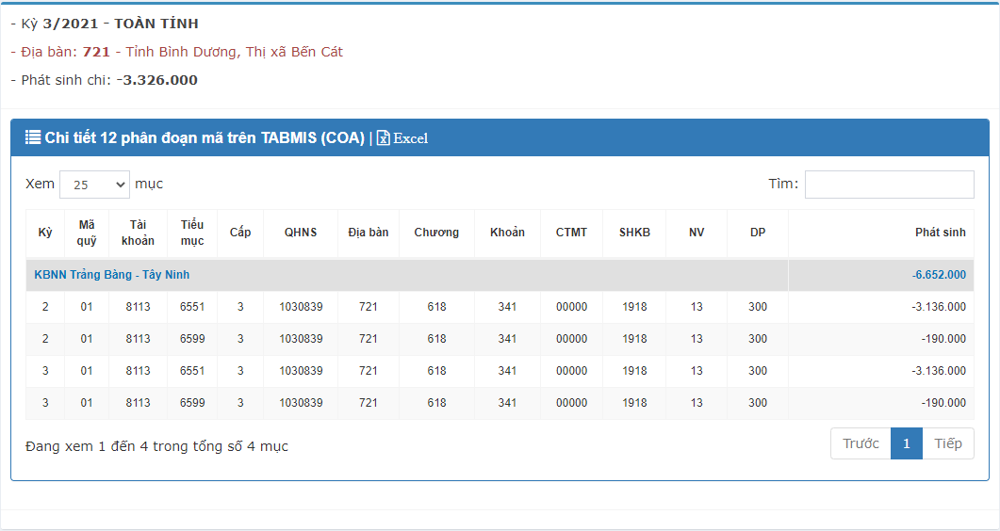 - Kỳ 3/2021 - TOÀN TỈNH
- Địa bàn: 721 - Tỉnh Bình Dương, Thị xã Bến Cát
- Phát sinh chi: -3.326.000
Chi tiết 12 phân đoạn mã trên TABMIS (COA) | Excel
Xem 25 mục Tìm:
Kỳ Mã quỹ Tài khoản Tiểu mục Cấp QHNS Địa bàn Chương Khoản CTMT SHKB NV DP Phát sinh
KBNN Trảng Bàng - Tây Ninh -6.652.000
2 01 8113 6551 3 1030839 721 618 341 00000 1918 13 300 -3.136.000
2 01 8113 6599 3 1030839 721 618 341 00000 1918 13 300 -190.000
3 01 8113 6551 3 1030839 721 618 341 00000 1918 13 300 -3.136.000
3 01 8113 6599 3 1030839 721 618 341 00000 1918 13 300 -190.000
Đang xem 1 đến 4 trong tổng số 4 mục Trước 1 Tiếp